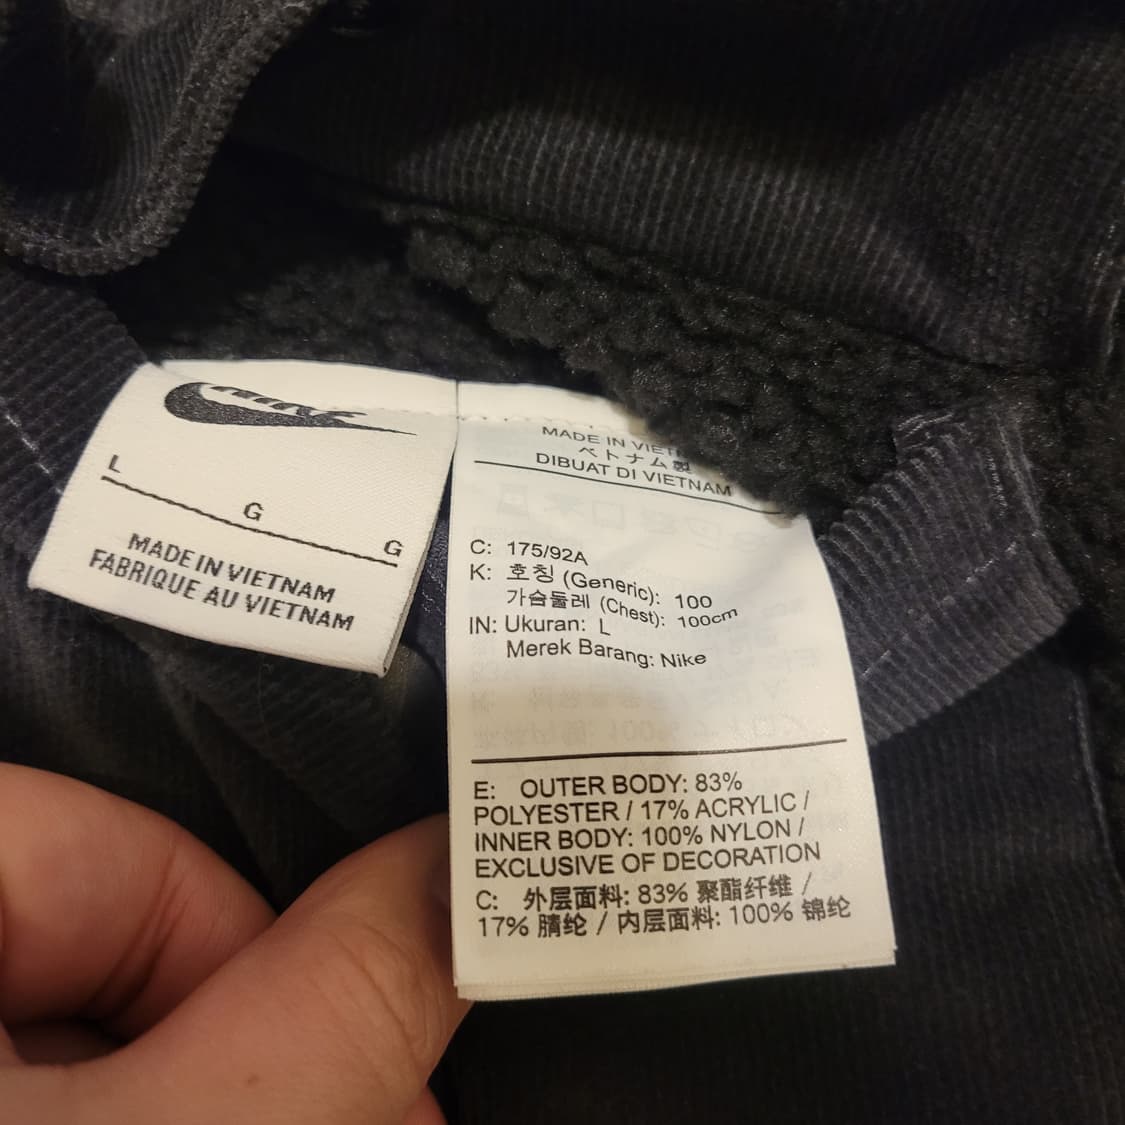 L
G
G
MADE IN VIETNAM
FABRIQUE AU VIETNAM
MADE IN
ベトナム製
DIBUAT DI VIETNAM
C: 175/92A
K: 호칭 (Generic): 100
가슴둘레 (Chest): 100cm
IN: Ukuran: L
Merek Barang: Nike
E: OUTER BODY: 83%
POLYESTER / 17% ACRYLIC /
INNER BODY: 100% NYLON /
EXCLUSIVE OF DECORATION
C: 外层面料: 83% 聚酯纤维 /
17% 腈纶 / 内层面料: 100% 锦纶